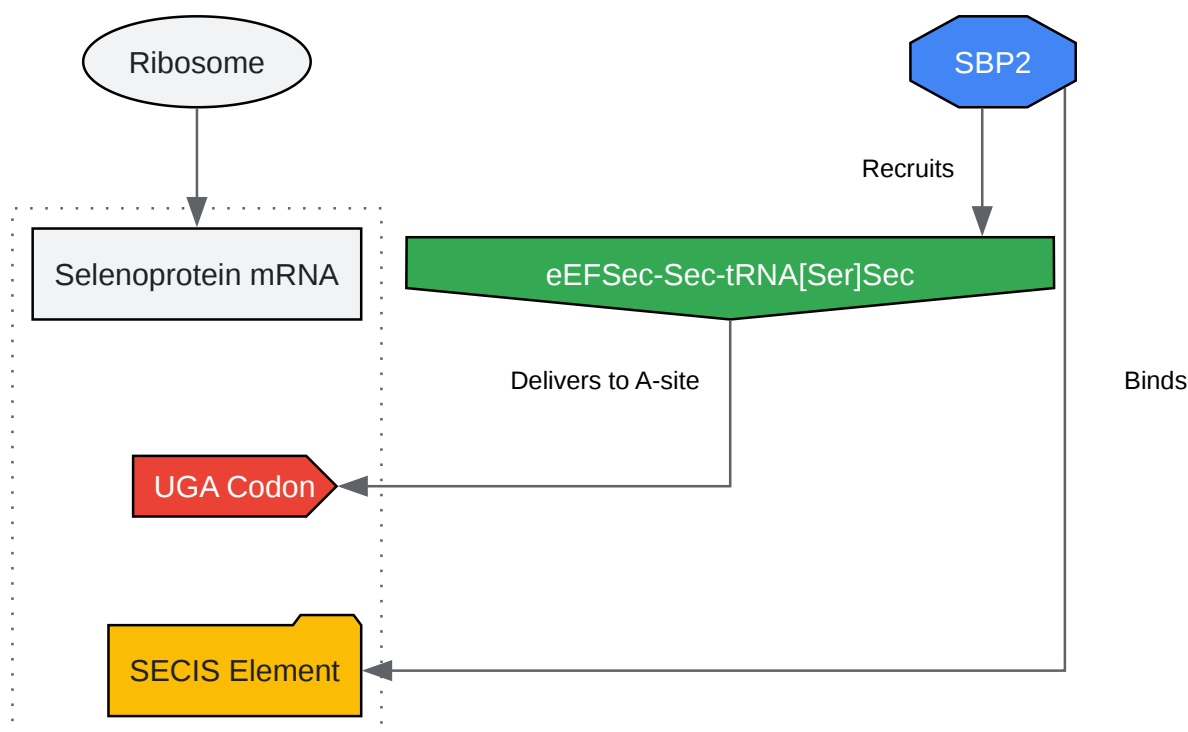 Ribosome
SBP2
Recruits
Selenoprotein mRNA
eEFSec-Sec-tRNA[Ser]Sec
Delivers to A-site
Binds
UGA Codon
SECIS Element